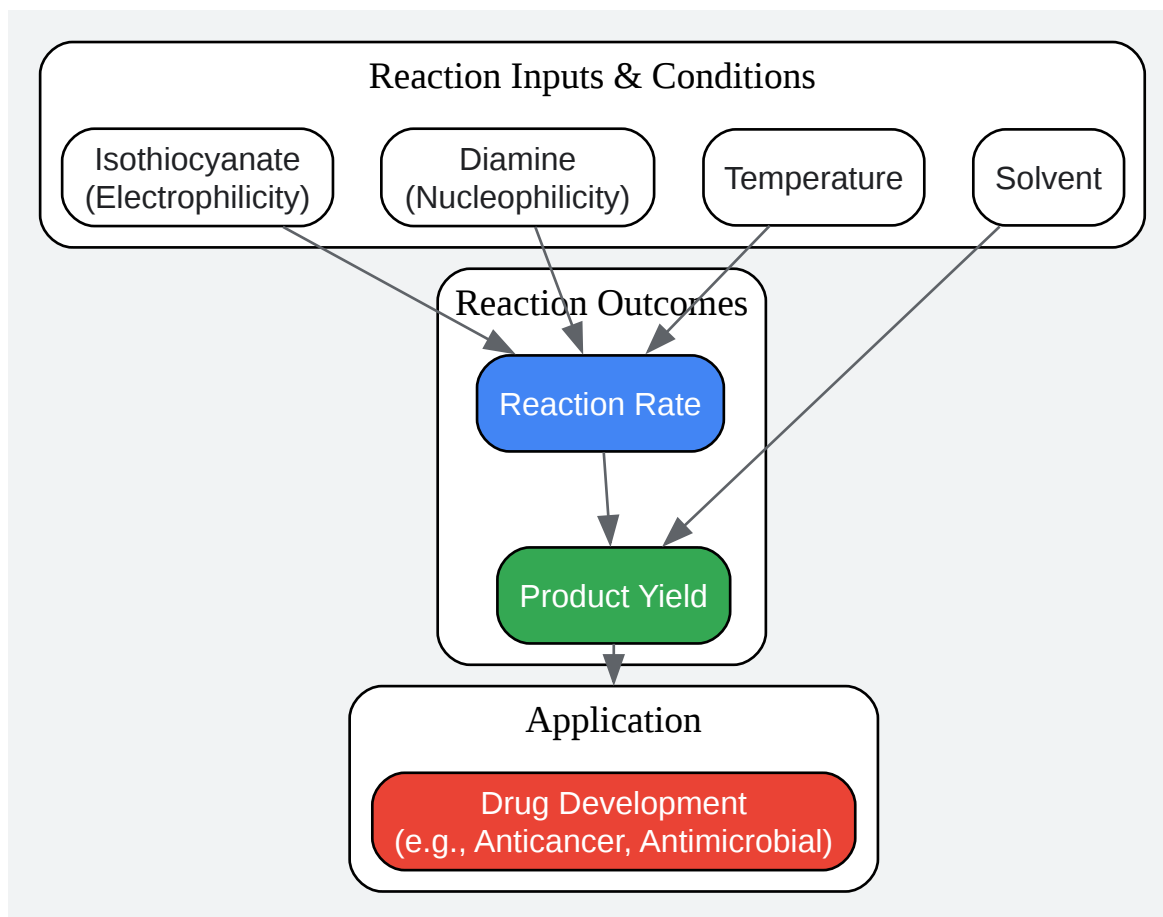 Reaction Inputs & Conditions
Isothiocyanate
(Electrophilicity)
Diamine
(Nucleophilicity)
Temperature
Solvent
Reaction Outcomes
Reaction Rate
Product Yield
Application
Drug Development
(e.g., Anticancer, Antimicrobial)